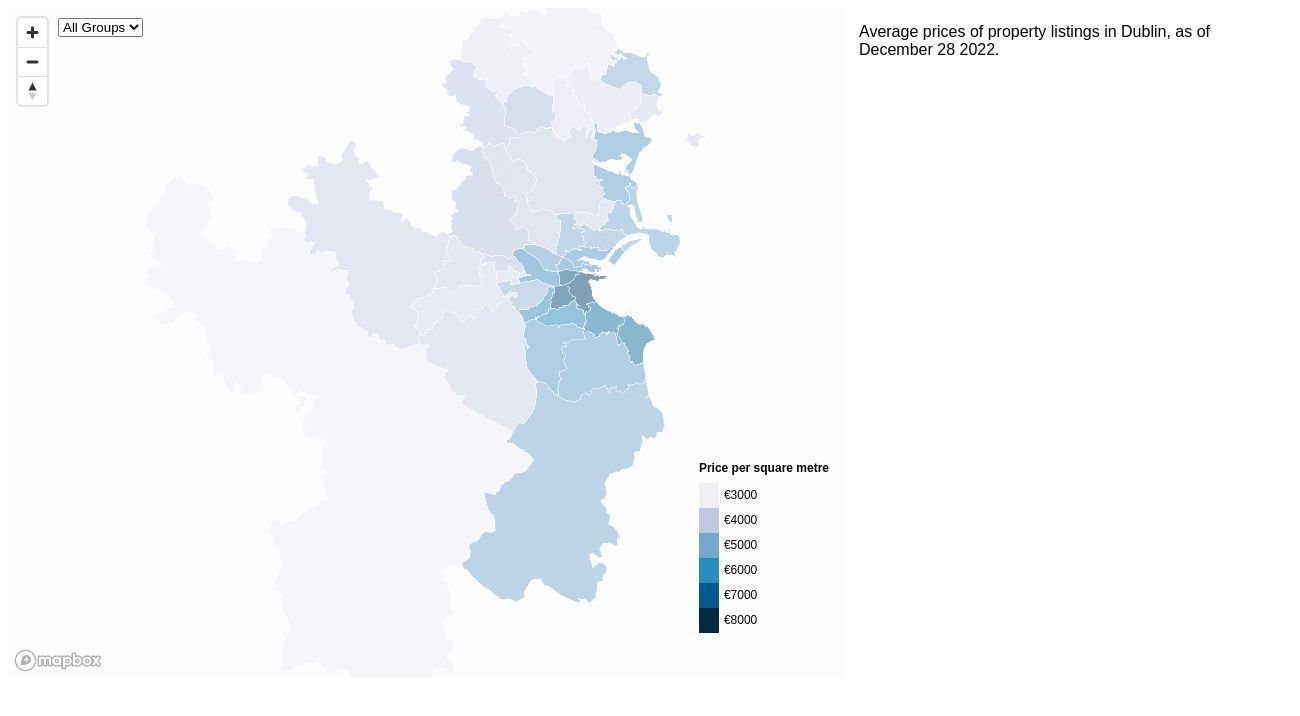 All Groups
Average prices of property listings in Dublin, as of
December 28 2022.
Price per square metre
€3000
€4000
€5000
€6000
€7000
€8000
mapbox